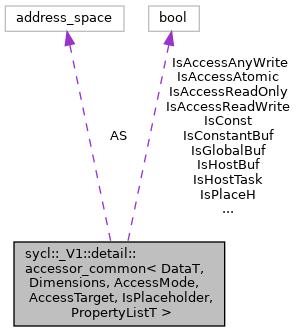 address_space
bool
AS
IsAccessAnyWrite
IsAccessAtomic
IsAccessReadOnly
IsAccessReadWrite
IsConst
IsConstantBuf
IsGlobalBuf
IsHostBuf
IsHostTask
IsPlaceH
...
sycl::_V1::detail::
accessor_common< DataT,
Dimensions, AccessMode,
AccessTarget, IsPlaceholder,
PropertyListT >